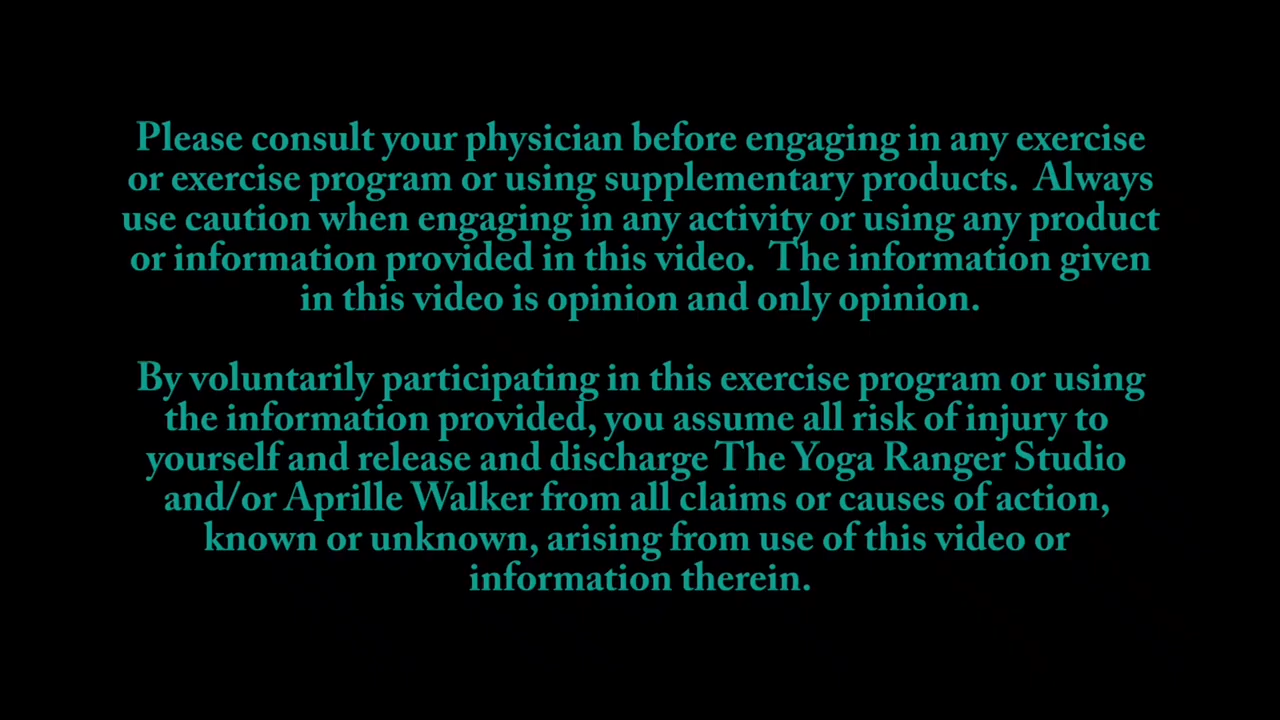 Please consult your physician before engaging in any exercise
or exercise program or using supplementary products.  Always
use caution when engaging in any activity or using any product
or information provided in this video.  The information given
in this video is opinion and only opinion.
By voluntarily participating in this exercise program or using
the information provided, you assume all risk of injury to
yourself and release and discharge The Yoga Ranger Studio
and/or Aprille Walker from all claims or causes of action,
known or unknown, arising from use of this video or
information therein.